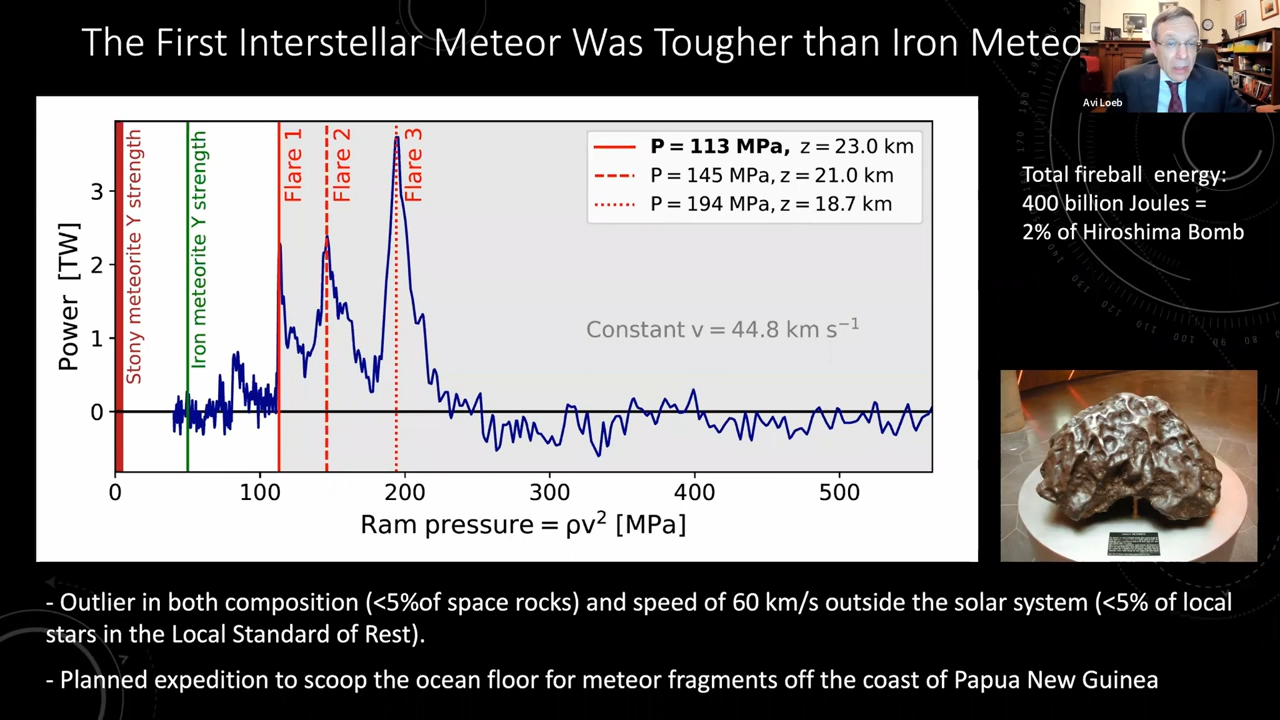 The First Interstellar Meteor Was Tougher than Iron Meteo
Avi Loeb
Stony meteorite Y strength
Iron meteorite Y strength
Flare 1
Flare 2
Flare 3
P = 113 MPa, z = 23.0 km
P = 145 MPa, z = 21.0 km
P = 194 MPa, z = 18.7 km
Constant v = 44.8 km s⁻¹
Power [TW]
3
2
1
0
0 100 200 300 400 500
Ram pressure = ρv² [MPa]
Total fireball energy:
400 billion Joules =
2% of Hiroshima Bomb
- Outlier in both composition (<5%of space rocks) and speed of 60 km/s outside the solar system (<5% of local
stars in the Local Standard of Rest).
- Planned expedition to scoop the ocean floor for meteor fragments off the coast of Papua New Guinea